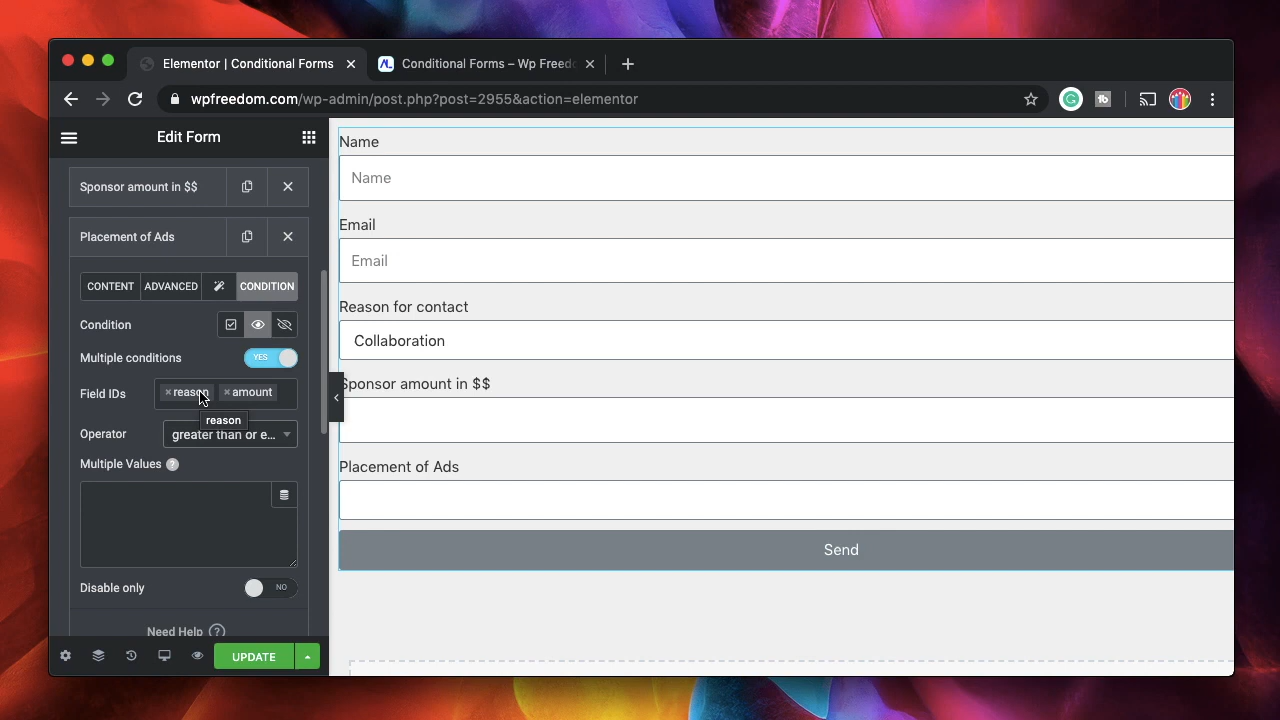 Elementor | Conditional Forms
Conditional Forms – Wp Freed
wpfreedom.com/wp-admin/post.php?post=2955&action=elementor
Edit Form
Sponsor amount in $$
Placement of Ads
CONTENT
ADVANCED
CONDITION
Condition
Multiple conditions
YES
Field IDs
× reason × amount
reason
Operator
greater than or e...
Multiple Values ?
Disable only
NO
Need Help ?
UPDATE
Name
Name
Email
Email
Reason for contact
Collaboration
Sponsor amount in $$
Placement of Ads
Send